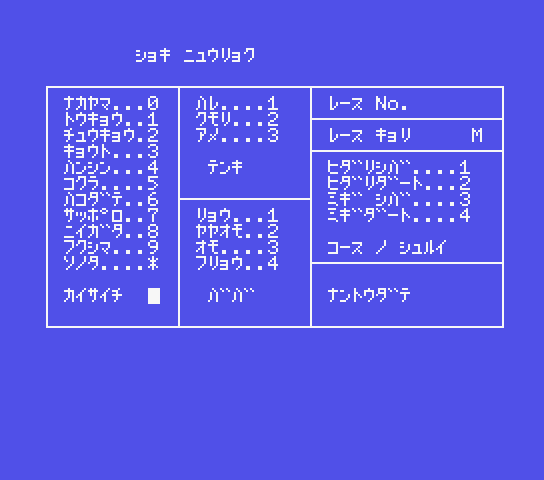 ショキ ニュウリョク
ナカヤマ...0
トウキョウ..1
チュウキョウ.2
キョウト...3
ハンシン...4
コクラ....5
ハコダテ..6
サッポロ..7
ニイガタ..8
フクシマ...9
ソノタ....*
カイサイチ
ハレ....1
クモリ...2
アメ....3
テンキ
リョウ...1
ヤヤオモ..2
オモ....3
フリョウ..4
ババ
レース No.
レース キョリ M
ヒダリシバ....1
ヒダリダート...2
ミギ シバ...3
ミギダート....4
コース ノ シュルイ
ナントウダテ